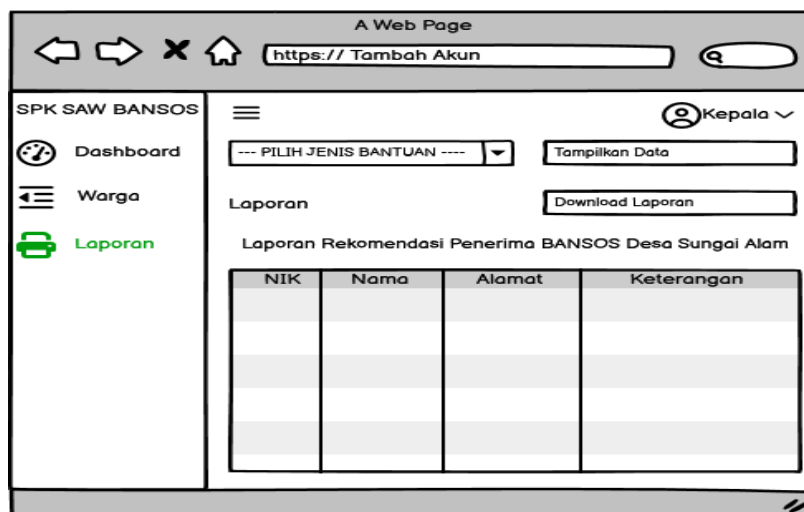 A Web Page
https:// Tambah Akun
SPK SAW BANSOS
Kepala
Dashboard
--- PILIH JENIS BANTUAN ----
Tampilkan Data
Warga
Laporan
Download Laporan
Laporan
Laporan Rekomendasi Penerima BANSOS Desa Sungai Alam
NIK Nama Alamat Keterangan